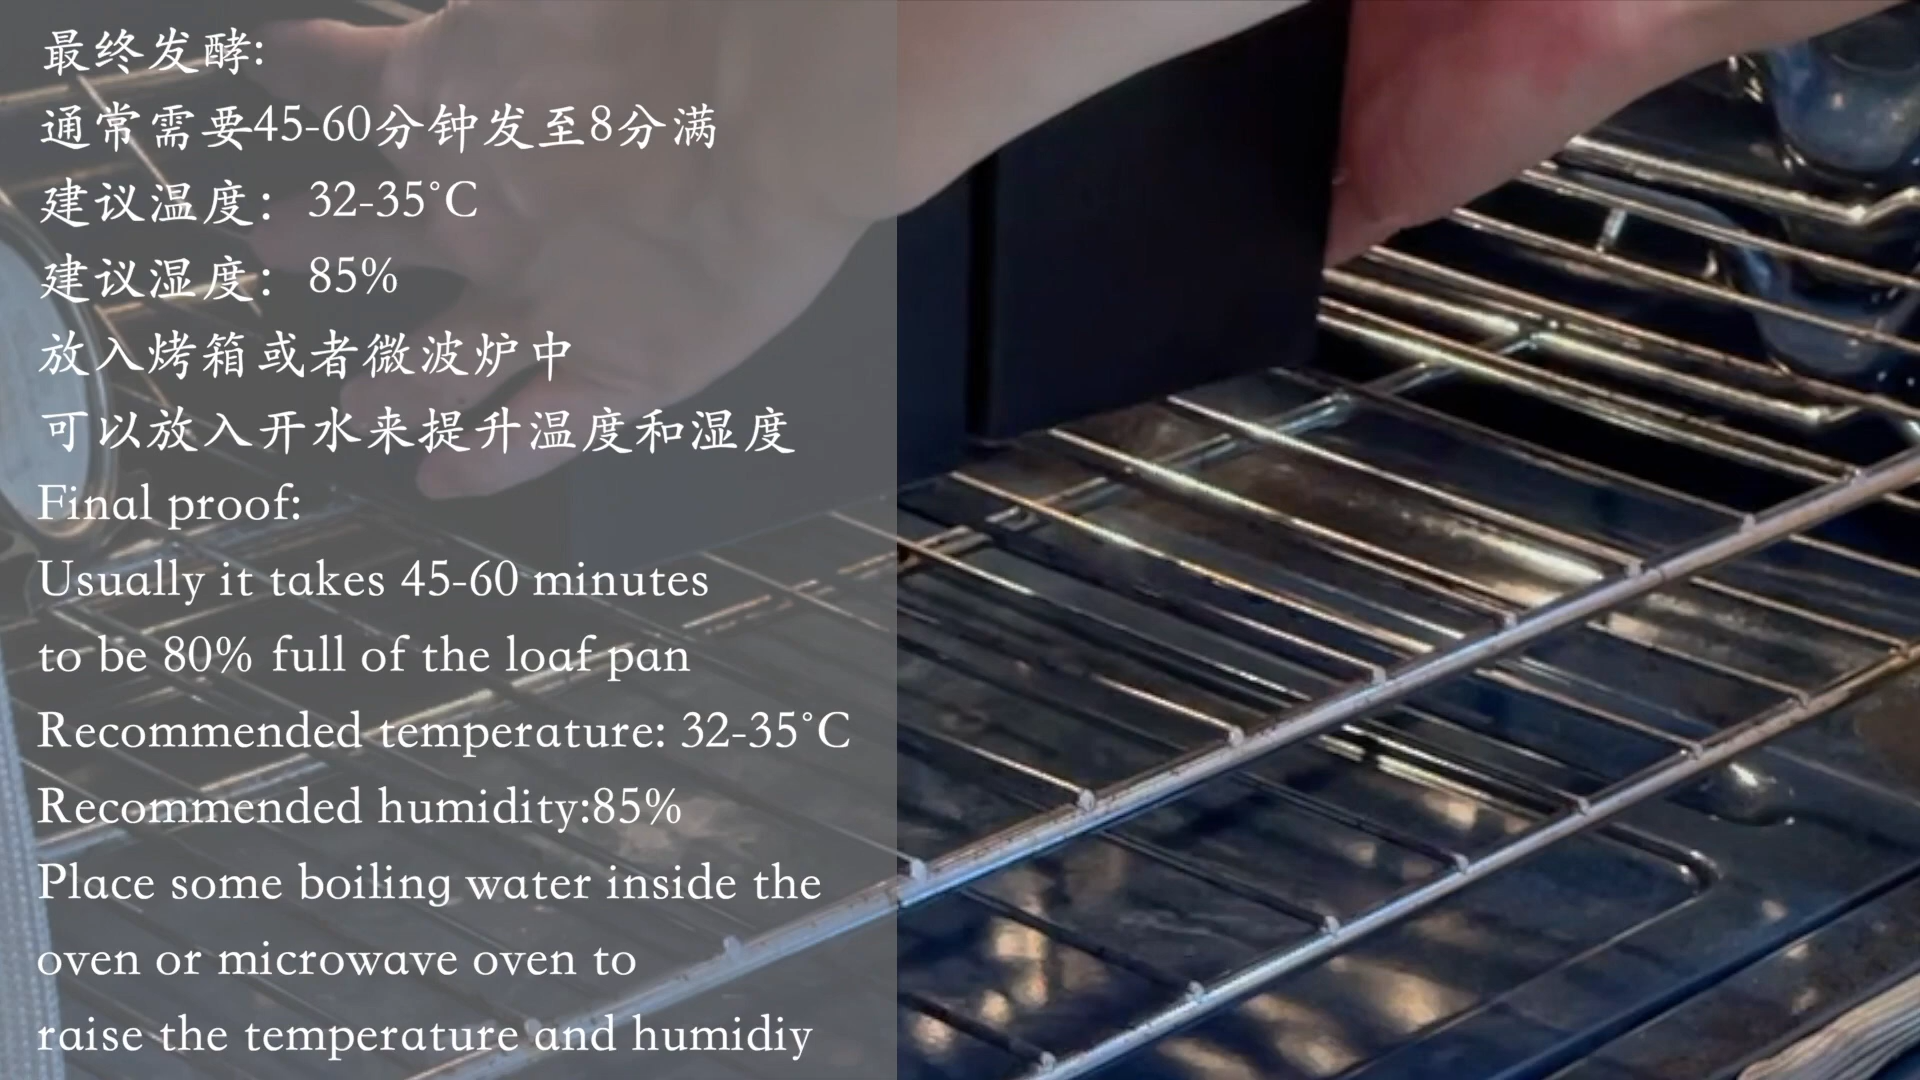 最终发酵:
通常需要45-60分钟发至8分满
建议温度：32-35°C
建议湿度：85%
放入烤箱或者微波炉中
可以放入开水来提升温度和湿度
Final proof:
Usually it takes 45-60 minutes
to be 80% full of the loaf pan
Recommended temperature: 32-35°C
Recommended humidity:85%
Place some boiling water inside the
oven or microwave oven to
raise the temperature and humidiy